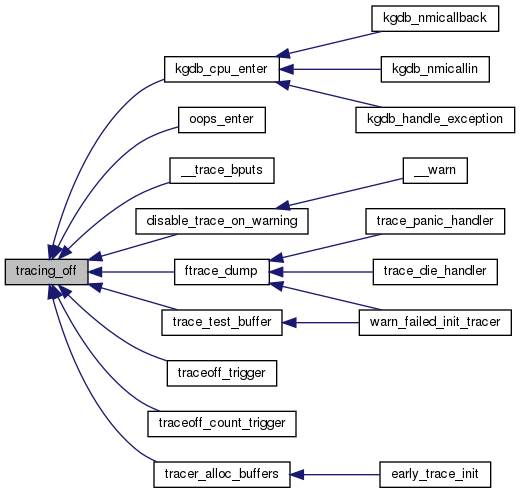 kgdb_nmicallback
kgdb_cpu_enter
kgdb_nmicallin
oops_enter
kgdb_handle_exception
__trace_bputs
__warn
disable_trace_on_warning
trace_panic_handler
tracing_off
ftrace_dump
trace_die_handler
trace_test_buffer
warn_failed_init_tracer
traceoff_trigger
traceoff_count_trigger
tracer_alloc_buffers
early_trace_init